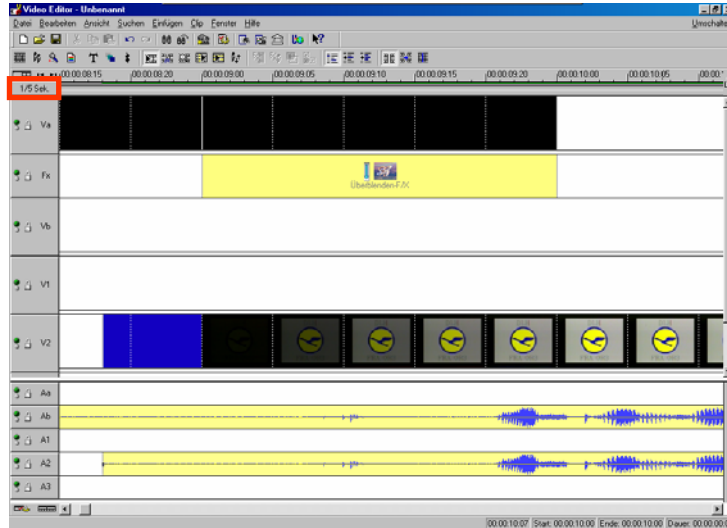 Video Editor - Unbenannt
Datei Bearbeiten Ansicht Suchen Einfügen Clip Fenster Hilfe Umschalte
00:00:08:15 00:00:08:20 00:00:09:00 00:00:09:05 00:00:09:10 00:00:09:15 00:00:09:20 00:00:10:00 00:00:10:05
1/5 Sek.
Va
Fx
Überblenden-F/X
Vb
V1
V2
Aa
Ab
A1
A2
A3
00:00:10:07 Start: 00:00:10:00 Ende: 00:00:10:00 Dauer: 00:00:00